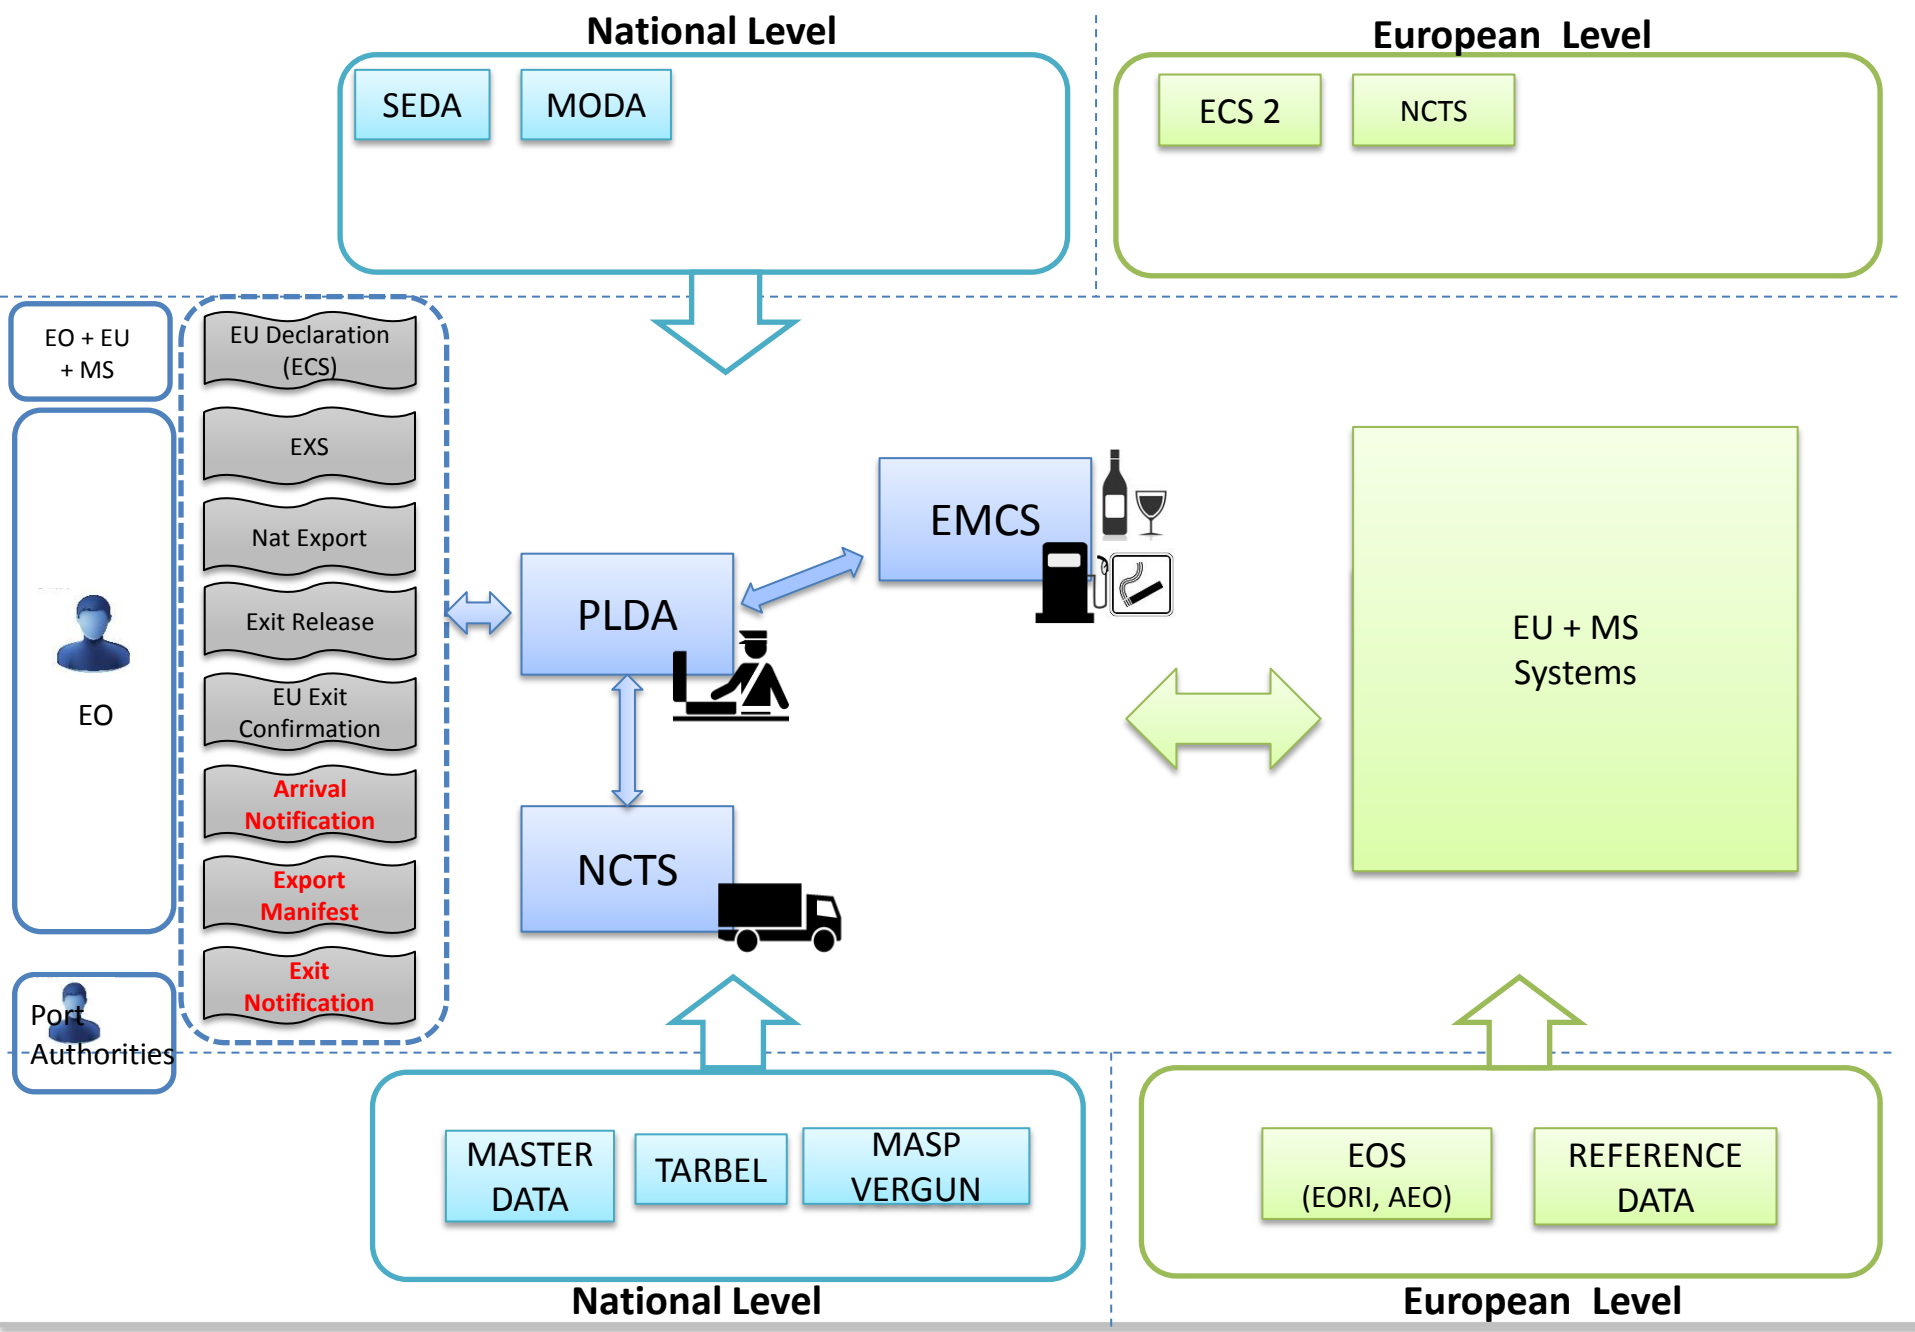 National Level
European Level
SEDA
MODA
ECS 2
NCTS
EO + EU
+ MS
EU Declaration
(ECS)
EXS
Nat Export
Exit Release
EU Exit
Confirmation
Arrival
Notification
Export
Manifest
Exit
Notification
EO
Port
Authorities
PLDA
EMCS
NCTS
EU + MS
Systems
MASTER
DATA
TARBEL
MASP
VERGUN
EOS
(EORI, AEO)
REFERENCE
DATA
National Level
European Level